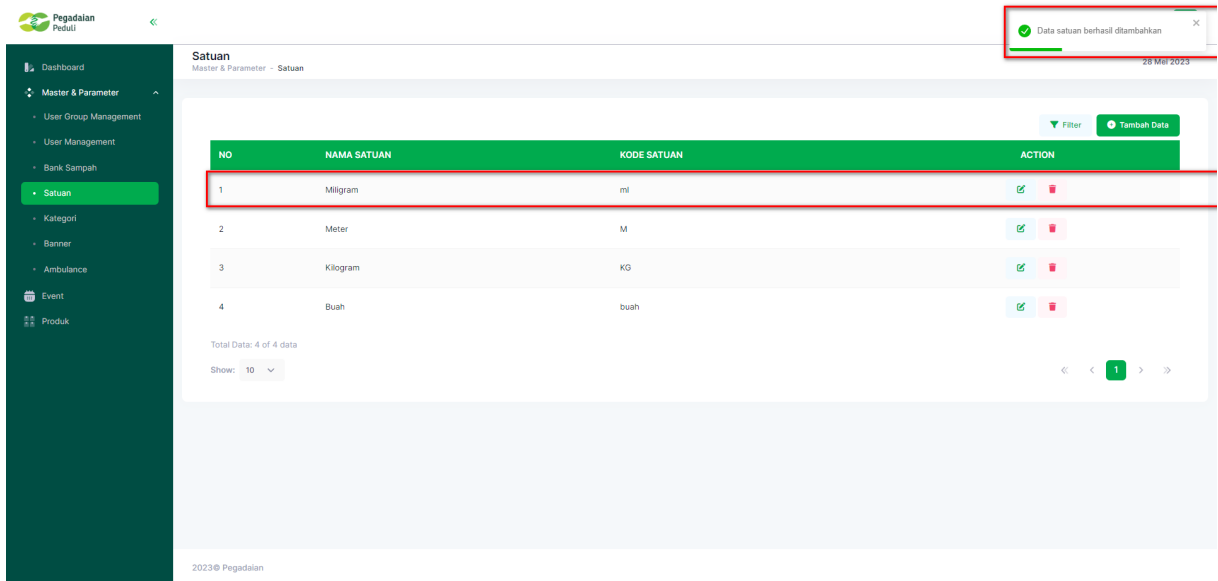 Pegadaian
Peduli
Data satuan berhasil ditambahkan
Satuan
Master & Parameter - Satuan
28 Mei 2023
Dashboard
Master & Parameter
User Group Management
User Management
Bank Sampah
Satuan
Kategori
Banner
Ambulance
Event
Produk
Filter
Tambah Data
NO NAMA SATUAN KODE SATUAN ACTION
1 Miligram ml
2 Meter M
3 Kilogram KG
4 Buah buah
Total Data: 4 of 4 data
Show: 10
1
2023© Pegadaian